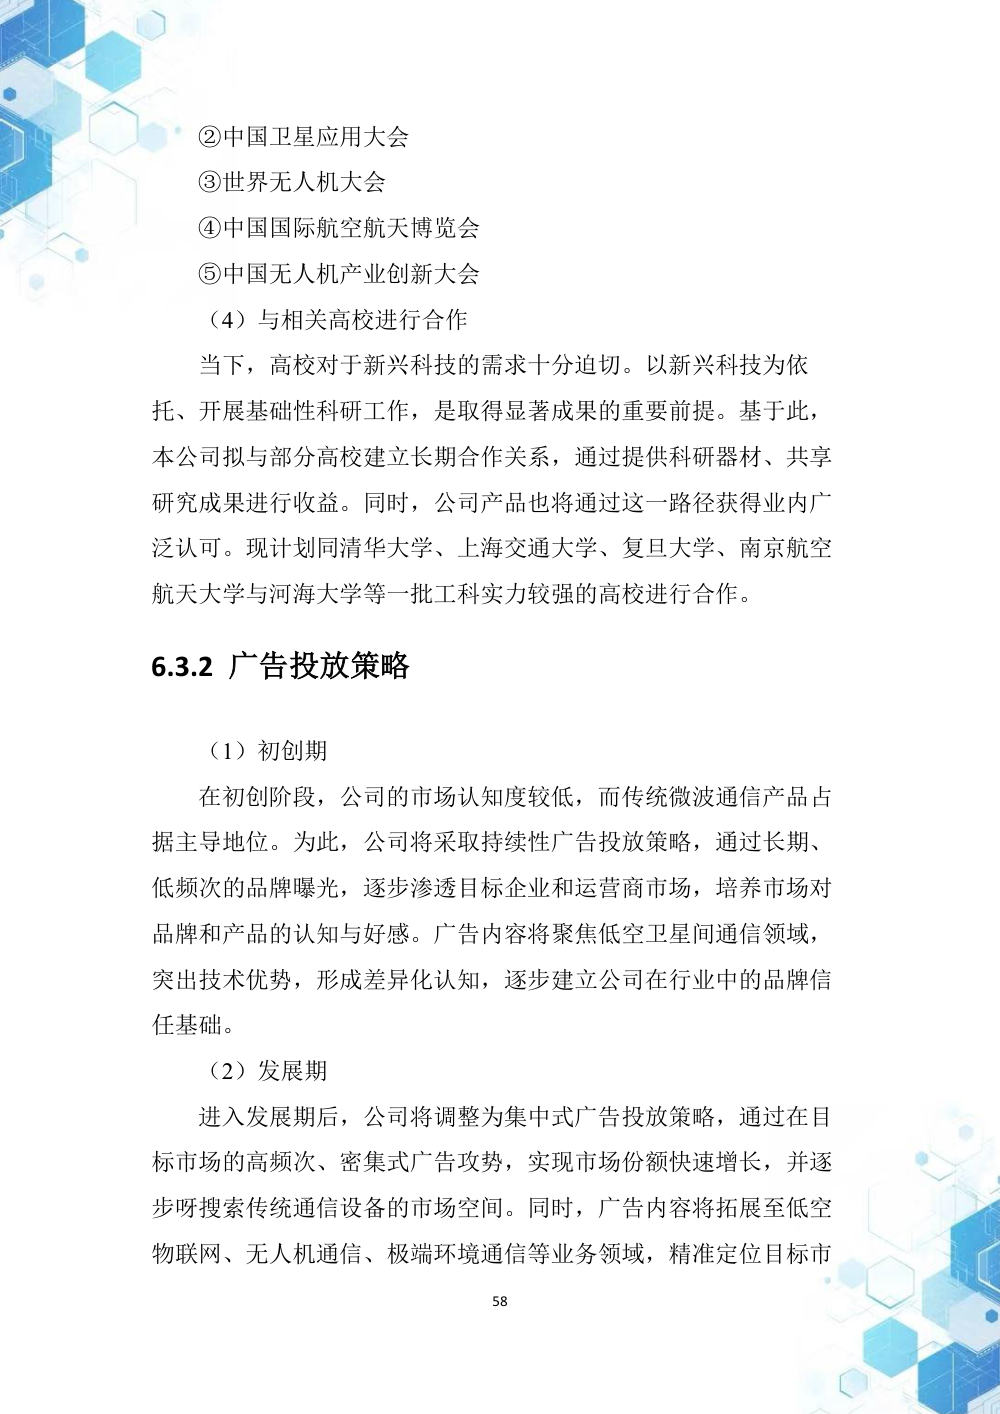 ②中国卫星应用大会
③世界无人机大会
④中国国际航空航天博览会
⑤中国无人机产业创新大会
（4）与相关高校进行合作
当下，高校对于新兴科技的需求十分迫切。以新兴科技为依
托、开展基础性科研工作，是取得显著成果的重要前提。基于此，
本公司拟与部分高校建立长期合作关系，通过提供科研器材、共享
研究成果进行收益。同时，公司产品也将通过这一路径获得业内广
泛认可。现计划同清华大学、上海交通大学、复旦大学、南京航空
航天大学与河海大学等一批工科实力较强的高校进行合作。
6.3.2 广告投放策略
（1）初创期
在初创阶段，公司的市场认知度较低，而传统微波通信产品占
据主导地位。为此，公司将采取持续性广告投放策略，通过长期、
低频次的品牌曝光，逐步渗透目标企业和运营商市场，培养市场对
品牌和产品的认知与好感。广告内容将聚焦低空卫星间通信领域，
突出技术优势，形成差异化认知，逐步建立公司在行业中的品牌信
任基础。
（2）发展期
进入发展期后，公司将调整为集中式广告投放策略，通过在目
标市场的高频次、密集式广告攻势，实现市场份额快速增长，并逐
步呀搜索传统通信设备的市场空间。同时，广告内容将拓展至低空
物联网、无人机通信、极端环境通信等业务领域，精准定位目标市
58